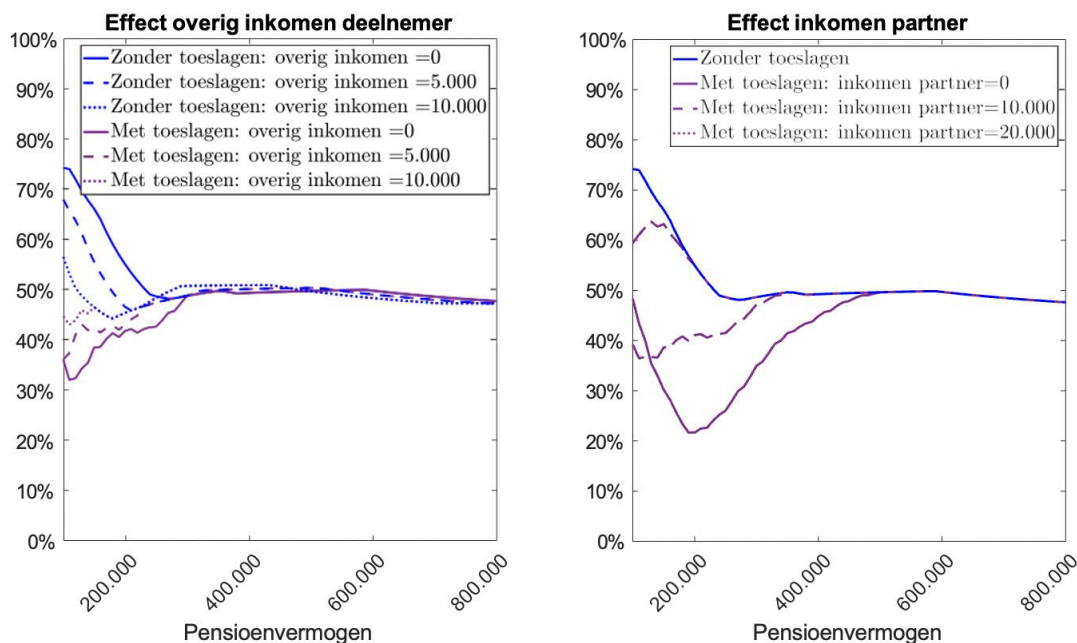 Effect overig inkomen deelnemer
100%
90%
80%
70%
60%
50%
40%
30%
20%
10%
0%
Zonder toeslagen: overig inkomen =0
Zonder toeslagen: overig inkomen =5.000
Zonder toeslagen: overig inkomen =10.000
Met toeslagen: overig inkomen =0
Met toeslagen: overig inkomen =5.000
Met toeslagen: overig inkomen =10.000
200.000
400.000
600.000
800.000
Pensioenvermogen
Effect inkomen partner
100%
90%
80%
70%
60%
50%
40%
30%
20%
10%
0%
Zonder toeslagen
Met toeslagen: inkomen partner=0
Met toeslagen: inkomen partner=10.000
Met toeslagen: inkomen partner=20.000
200.000
400.000
600.000
800.000
Pensioenvermogen